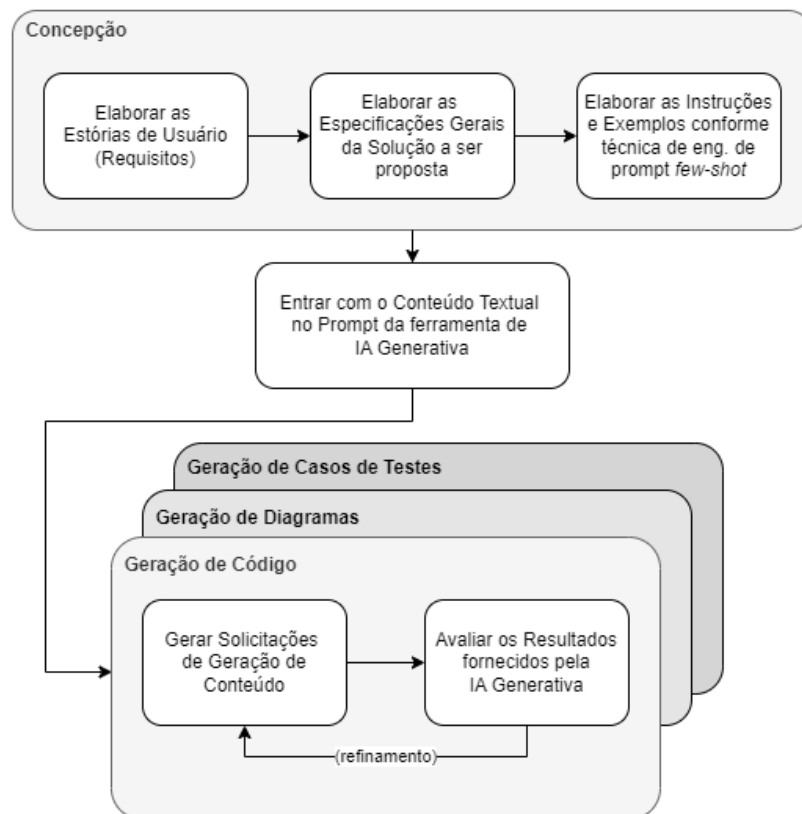 Concepção
Elaborar as
Estórias de Usuário
(Requisitos)
Elaborar as
Especificações Gerais
da Solução a ser
proposta
Elaborar as Instruções
e Exemplos conforme
técnica de eng. de
prompt few-shot
Entrar com o Conteúdo Textual
no Prompt da ferramenta de
IA Generativa
Geração de Casos de Testes
Geração de Diagramas
Geração de Código
Gerar Solicitações
de Geração de
Conteúdo
Avaliar os Resultados
fornecidos pela
IA Generativa
(refinamento)